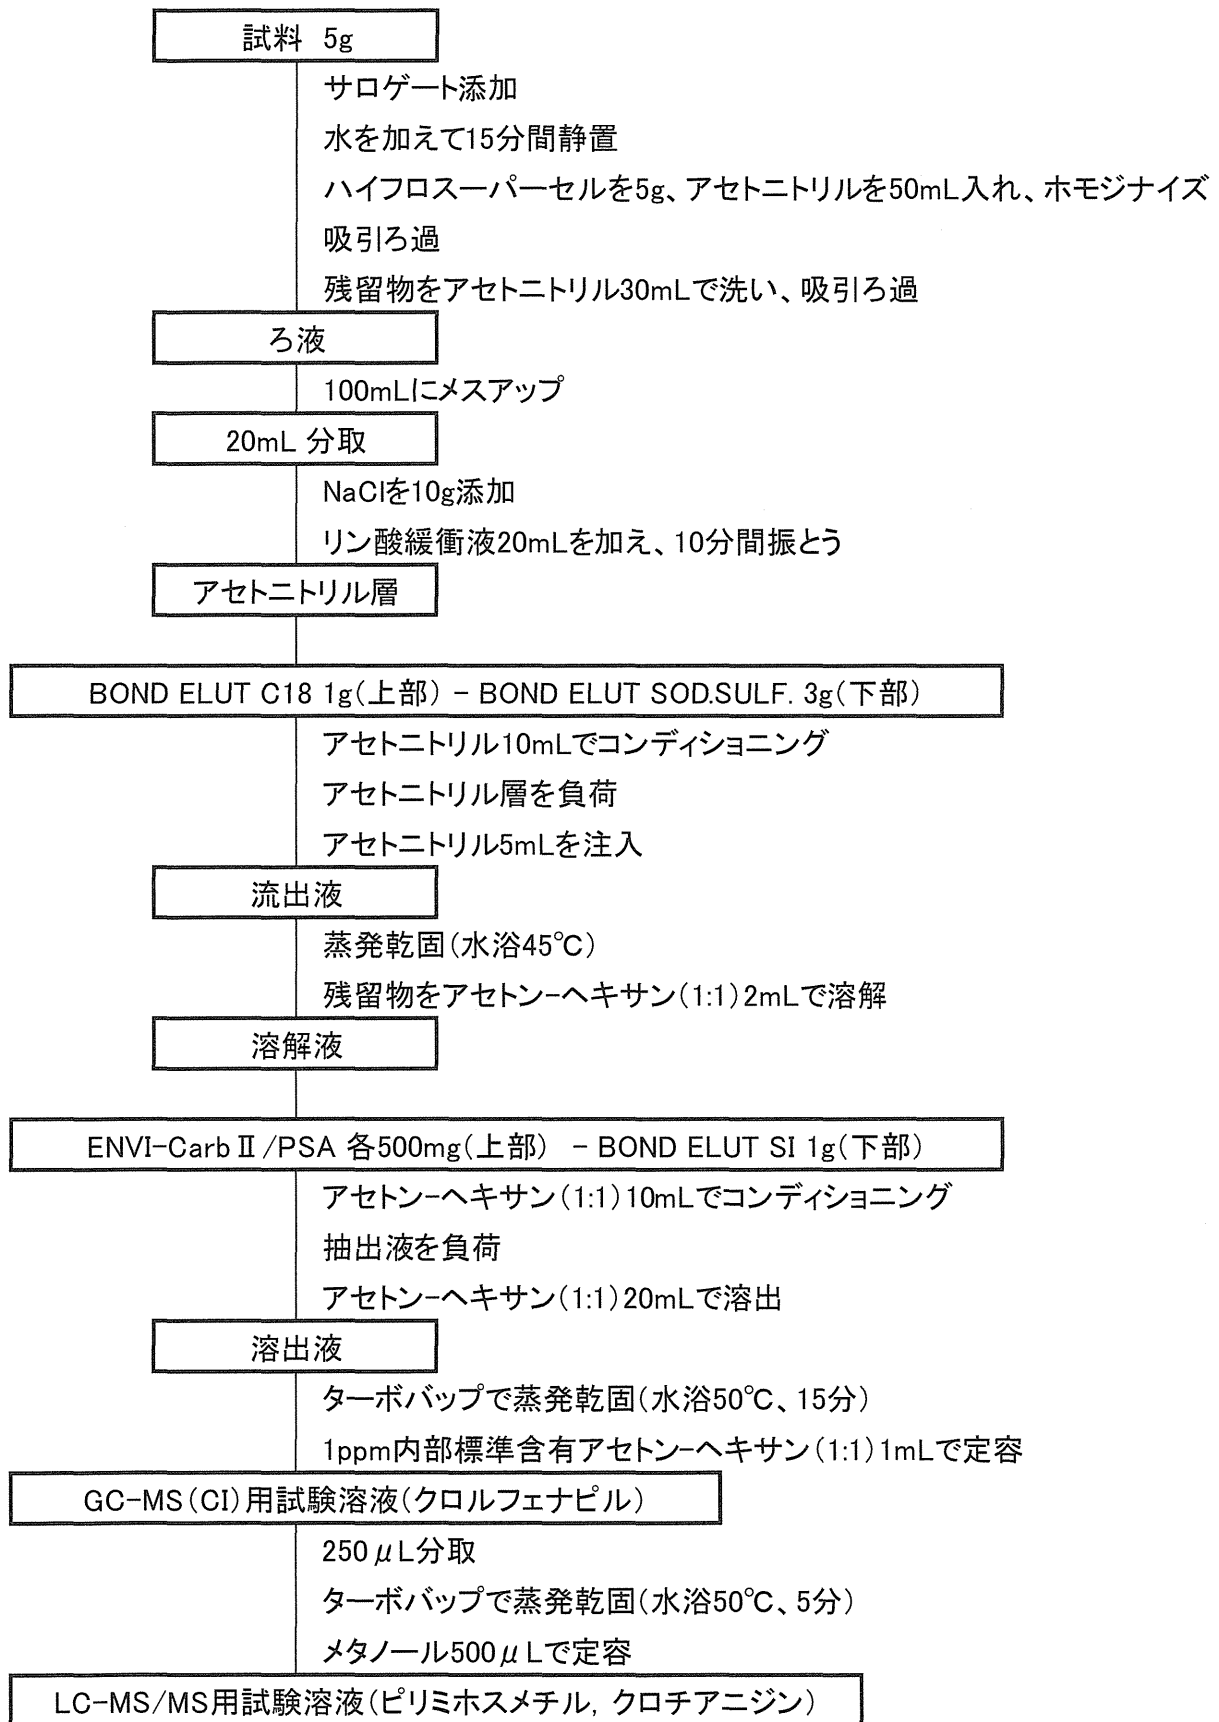 試料 5g
サロゲート添加
水を加えて15分間静置
ハイフロスーパーセルを5g、アセトニトリルを50mL入れ、ホモジナイズ
吸引ろ過
残留物をアセトニトリル30mLで洗い、吸引ろ過
ろ液
100mLにメスアップ
20mL 分取
NaClを10g添加
リン酸緩衝液20mLを加え、10分間振とう
アセトニトリル層
BOND ELUT C18 1g(上部) - BOND ELUT SOD.SULF. 3g(下部)
アセトニトリル10mLでコンディショニング
アセトニトリル層を負荷
アセトニトリル5mLを注入
流出液
蒸発乾固(水浴45℃)
残留物をアセトン-ヘキサン(1:1)2mLで溶解
溶解液
ENVI-CarbⅡ/PSA 各500mg(上部) - BOND ELUT SI 1g(下部)
アセトン-ヘキサン(1:1)10mLでコンディショニング
抽出液を負荷
アセトン-ヘキサン(1:1)20mLで溶出
溶出液
ターボバップで蒸発乾固(水浴50℃、15分)
1ppm内部標準含有アセトン-ヘキサン(1:1)1mLで定容
GC-MS(CI)用試験溶液(クロルフェナピル)
250μL分取
ターボバップで蒸発乾固(水浴50℃、5分)
メタノール500μLで定容
LC-MS/MS用試験溶液(ピリミホスメチル, クロチアニジン)